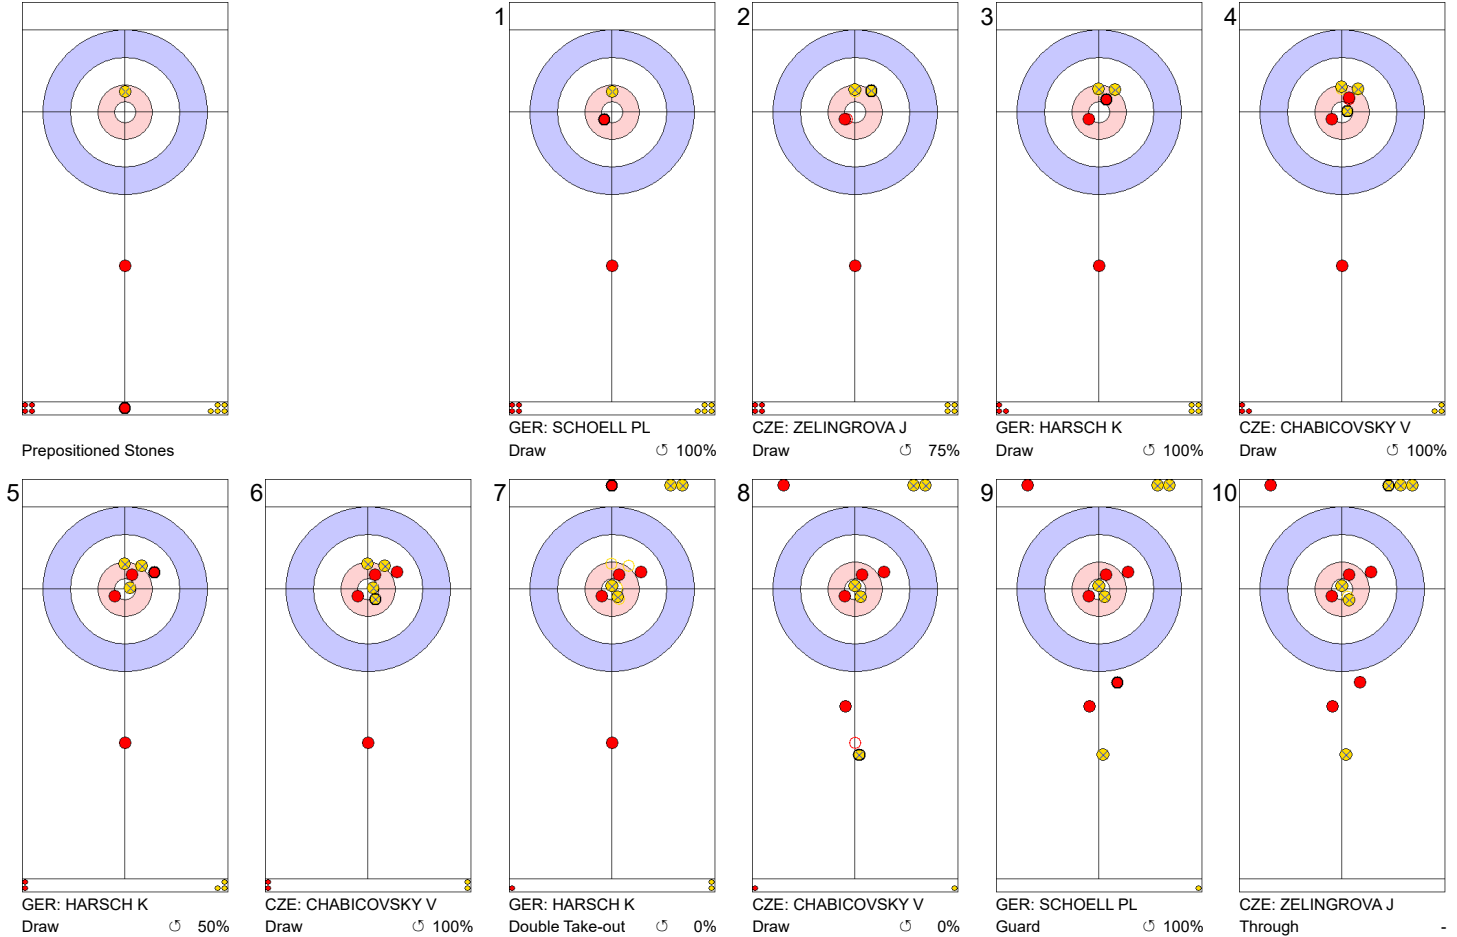 1
2
3
4
Prepositioned Stones
GER: SCHOELL PL
Draw ↺ 100%
CZE: ZELINGROVA J
Draw ↺ 75%
GER: HARSCH K
Draw ↺ 100%
CZE: CHABICOVSKY V
Draw ↺ 100%
5
6
7
8
9
10
GER: HARSCH K
Draw ↺ 50%
CZE: CHABICOVSKY V
Draw ↺ 100%
GER: HARSCH K
Double Take-out ↺ 0%
CZE: CHABICOVSKY V
Draw ↺ 0%
GER: SCHOELL PL
Guard ↺ 100%
CZE: ZELINGROVA J
Through -